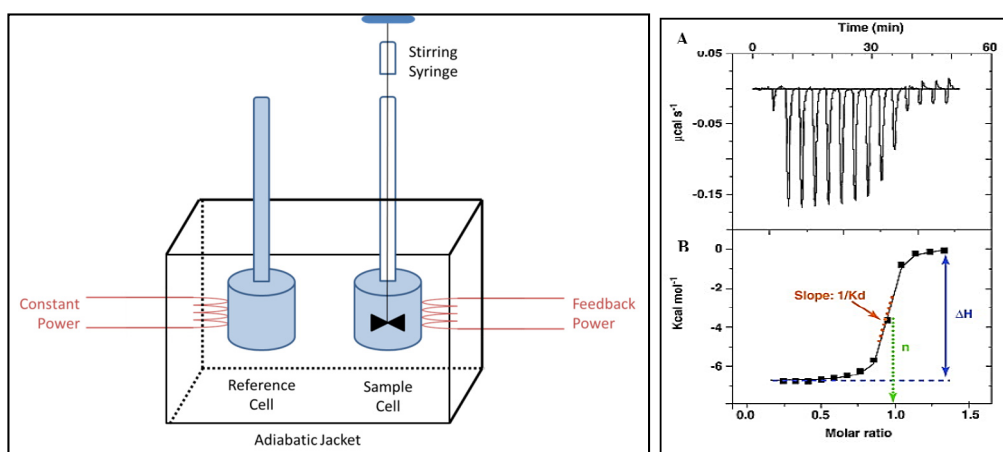 Stirring
Syringe
Constant
Power
Feedback
Power
Reference
Cell
Sample
Cell
Adiabatic Jacket
A
Time (min)
0 30 60
0.05
-0.05
-0.15
μcal s⁻¹
B
0
-2
-4
-6
Kcal mol⁻¹
Slope: 1/Kd
ΔH
n
0.0 0.5 1.0 1.5
Molar ratio